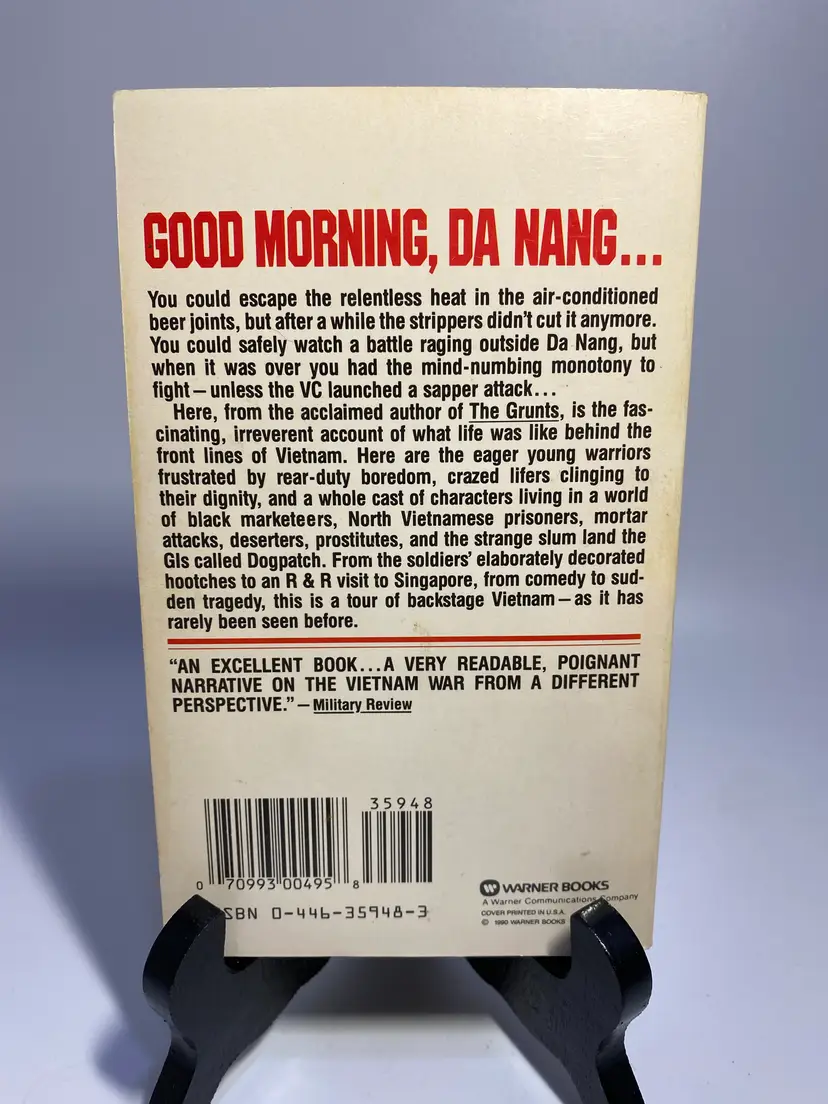 GOOD MORNING, DA NANG...
You could escape the relentless heat in the air-conditioned
beer joints, but after a while the strippers didn't cut it anymore.
You could safely watch a battle raging outside Da Nang, but
when it was over you had the mind-numbing monotony to
fight—unless the VC launched a sapper attack...
Here, from the acclaimed author of The Grunts, is the fas-
cinating, irreverent account of what life was like behind the
front lines of Vietnam. Here are the eager young warriors
frustrated by rear-duty boredom, crazed lifers clinging to
their dignity, and a whole cast of characters living in a world
of black marketeers, North Vietnamese prisoners, mortar
attacks, deserters, prostitutes, and the strange slum land the
GIs called Dogpatch. From the soldiers' elaborately decorated
hootches to an R & R visit to Singapore, from comedy to sud-
den tragedy, this is a tour of backstage Vietnam—as it has
rarely been seen before.
“AN EXCELLENT BOOK...A VERY READABLE, POIGNANT
NARRATIVE ON THE VIETNAM WAR FROM A DIFFERENT
PERSPECTIVE.”—Military Review
35948
0 70993 00495 8
ISBN 0-446-35948-3
W WARNER BOOKS
A Warner Communications Company
COVER PRINTED IN U.S.A.
© 1990 WARNER BOOKS